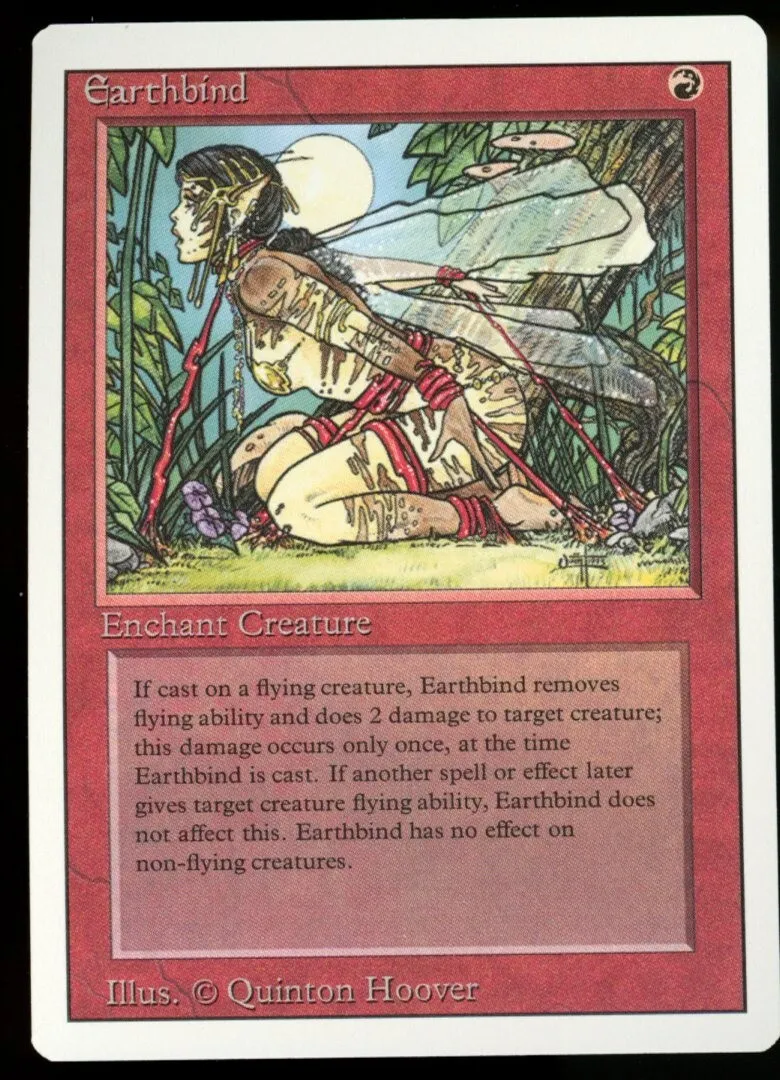 Earthbind
Enchant Creature
If cast on a flying creature, Earthbind removes
flying ability and does 2 damage to target creature;
this damage occurs only once, at the time
Earthbind is cast. If another spell or effect later
gives target creature flying ability, Earthbind does
not affect this. Earthbind has no effect on
non-flying creatures.
Illus. © Quinton Hoover